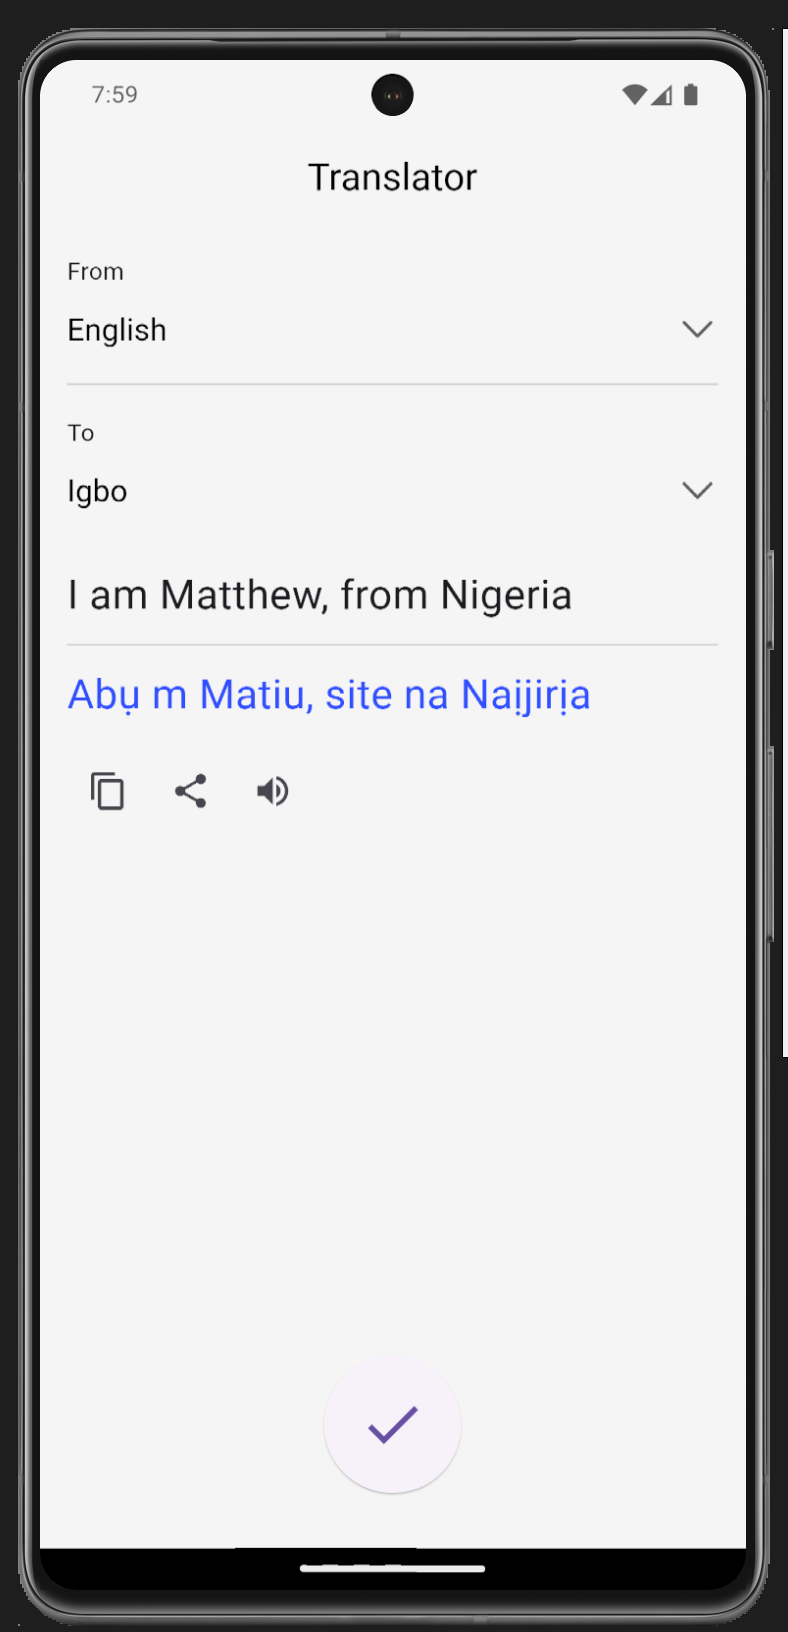 7:59
Translator
From
English
To
Igbo
I am Matthew, from Nigeria
Abụ m Matiu, site na Naịjirịa